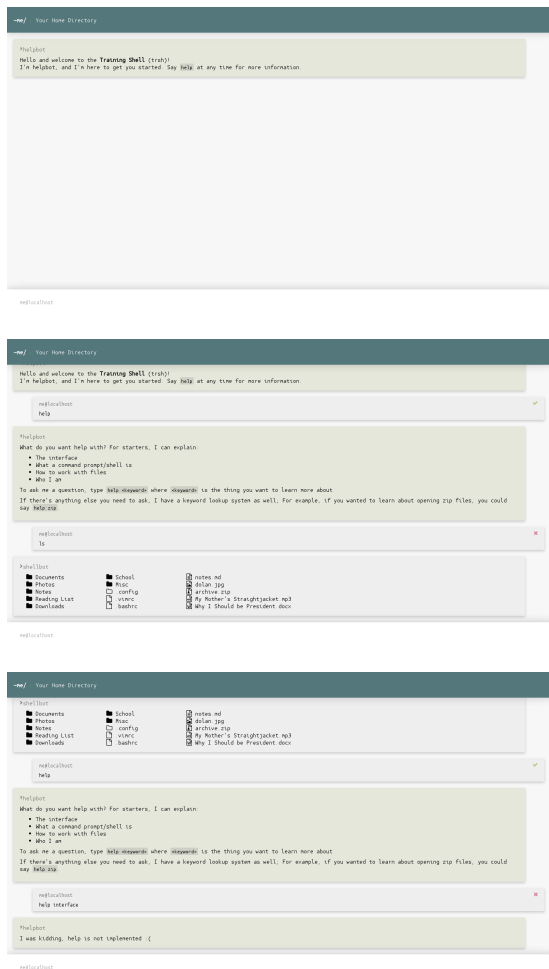 ~me/ Your Home Directory
?helpbot
Hello and welcome to the Training Shell (trsh)!
I'm helpbot, and I'm here to get you started. Say help at any time for more information.
me@localhost
~me/ Your Home Directory
Hello and welcome to the Training Shell (trsh)!
I'm helpbot, and I'm here to get you started. Say help at any time for more information.
me@localhost
help
?helpbot
What do you want help with? For starters, I can explain:
The interface
What a command prompt/shell is
How to work with files
Who I am
To ask me a question, type help <keyword> where <keyword> is the thing you want to learn more about
If there's anything else you need to ask, I have a keyword lookup system as well; For example, if you wanted to learn about opening zip files, you could
say help zip
me@localhost
ls
>shellbot
Documents School notes.md
Photos Misc dolan.jpg
Notes .config archive.zip
Reading List .vimrc My Mother's Straightjacket.mp3
Downloads .bashrc Why I Should be President.docx
me@localhost
~me/ Your Home Directory
>shellbot
Documents School notes.md
Photos Misc dolan.jpg
Notes .config archive.zip
Reading List .vimrc My Mother's Straightjacket.mp3
Downloads .bashrc Why I Should be President.docx
me@localhost
help
?helpbot
What do you want help with? For starters, I can explain:
The interface
What a command prompt/shell is
How to work with files
Who I am
To ask me a question, type help <keyword> where <keyword> is the thing you want to learn more about
If there's anything else you need to ask, I have a keyword lookup system as well; For example, if you wanted to learn about opening zip files, you could
say help zip
me@localhost
help interface
?helpbot
I was kidding, help is not implemented :(
me@localhost